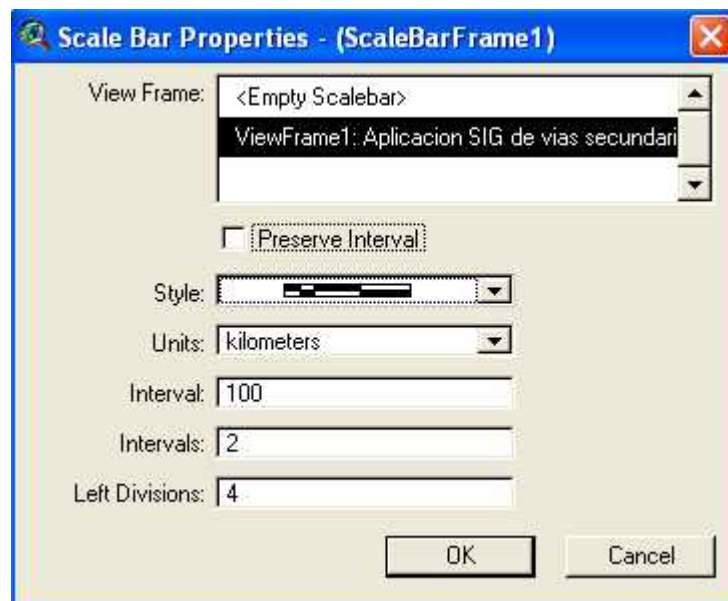 Scale Bar Properties - (ScaleBarFrame1)
View Frame:
<Empty Scalebar>
ViewFrame1: Aplicacion SIG de vias secundari
Preserve Interval
Style:
Units: kilometers
Interval: 100
Intervals: 2
Left Divisions: 4
OK Cancel